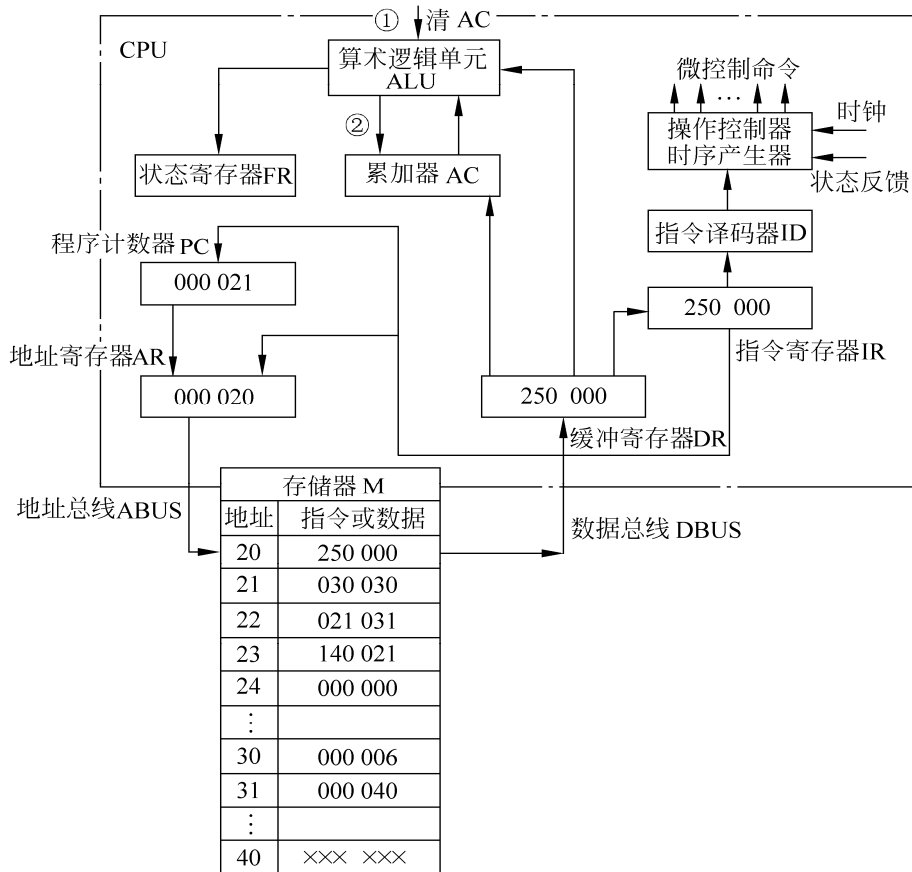 ① 清 AC
CPU
算术逻辑单元
ALU
微控制命令
…
时钟
②
操作控制器
时序产生器
状态寄存器FR
累加器 AC
状态反馈
指令译码器ID
程序计数器PC
000 021
250 000
地址寄存器AR
指令寄存器IR
000 020
250 000
缓冲寄存器DR
存储器 M
地址总线ABUS
地址 指令或数据
数据总线 DBUS
20 250 000
21 030 030
22 021 031
23 140 021
24 000 000
⋮
30 000 006
31 000 040
⋮
40 ××× ×××